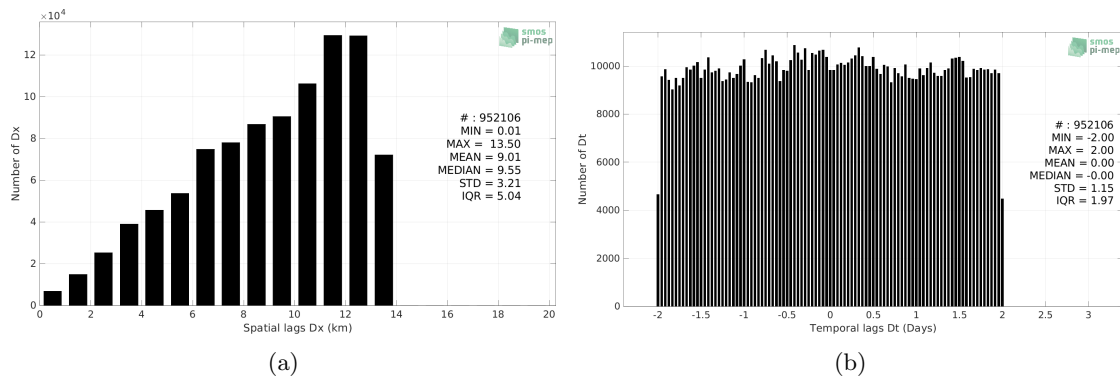 ×10⁴
smos
pi-mep
12
10
8
6
4
2
0
Number of Dx
# : 952106
MIN = 0.01
MAX = 13.50
MEAN = 9.01
MEDIAN = 9.55
STD = 3.21
IQR = 5.04
0 2 4 6 8 10 12 14 16 18 20
Spatial lags Dx (km)
(a)
smos
pi-mep
10000
8000
6000
4000
2000
0
Number of Dt
# : 952106
MIN = -2.00
MAX = 2.00
MEAN = 0.00
MEDIAN = -0.00
STD = 1.15
IQR = 1.97
-2 -1.5 -1 -0.5 0 0.5 1 1.5 2 2.5 3
Temporal lags Dt (Days)
(b)